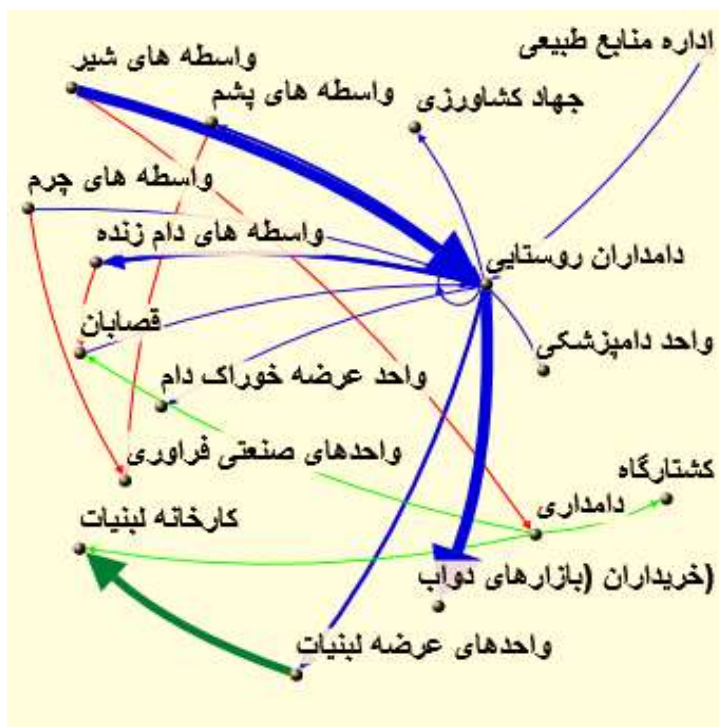 اداره منابع طبیعی
واسطه های شیر
واسطه های پشم
جهاد کشاورزی
واسطه های چرم
واسطه های دام زنده
دامداران روستایی
قصابان
واحد دامپزشکی
واحد عرضه خوراک دام
واحدهای صنعتی فراوری
کشتارگاه
دامداری
کارخانه لبنیات
(خریداران (بازارهای دواب
واحدهای عرضه لبنیات